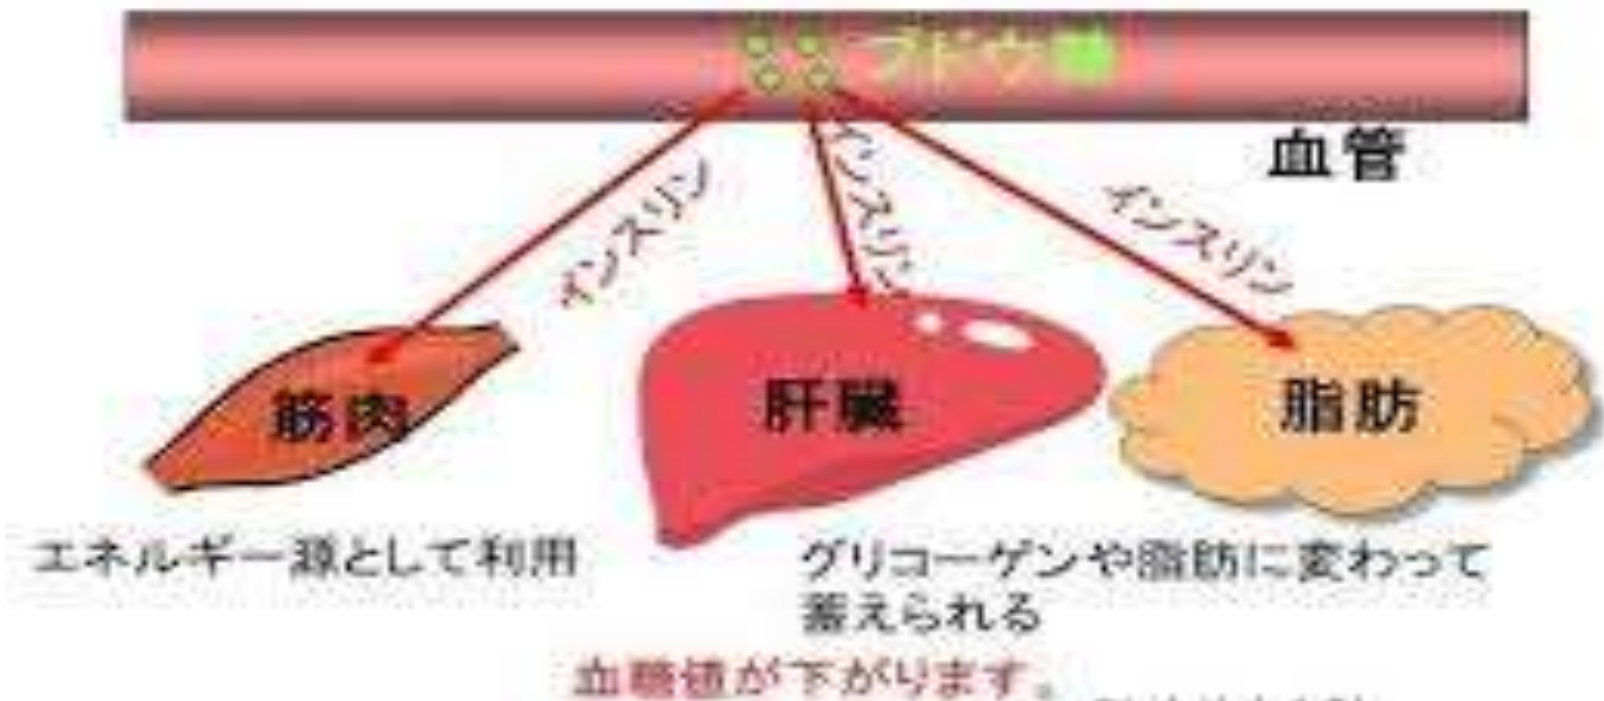 ブドウ糖
血管
インスリン
インスリン
インスリン
筋肉
肝臓
脂肪
エネルギー源として利用
グリコーゲンや脂肪に変わって
蓄えられる
血糖値が下がります。